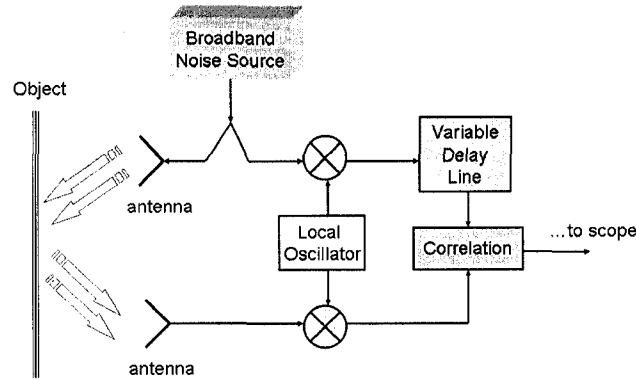 Broadband
Noise Source
Object
antenna
Variable
Delay
Line
Local
Oscillator
Correlation
...to scope
antenna